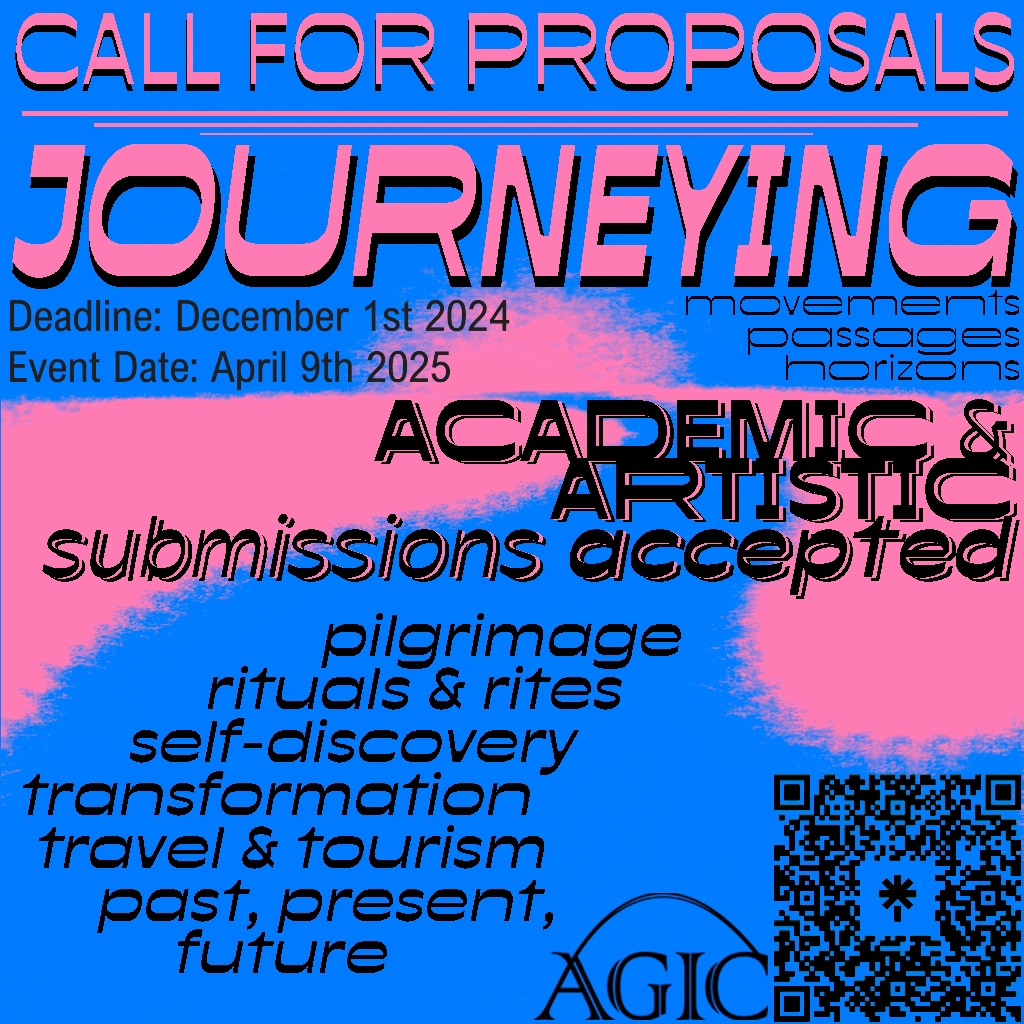 CALL FOR PROPOSALS
JOURNEYING
Deadline: December 1st 2024
Event Date: April 9th 2025
movements
passages
horizons
ACADEMIC &
ARTISTIC
submissions accepted
pilgrimage
rituals & rites
self-discovery
transformation
travel & tourism
past, present,
future
AGIC